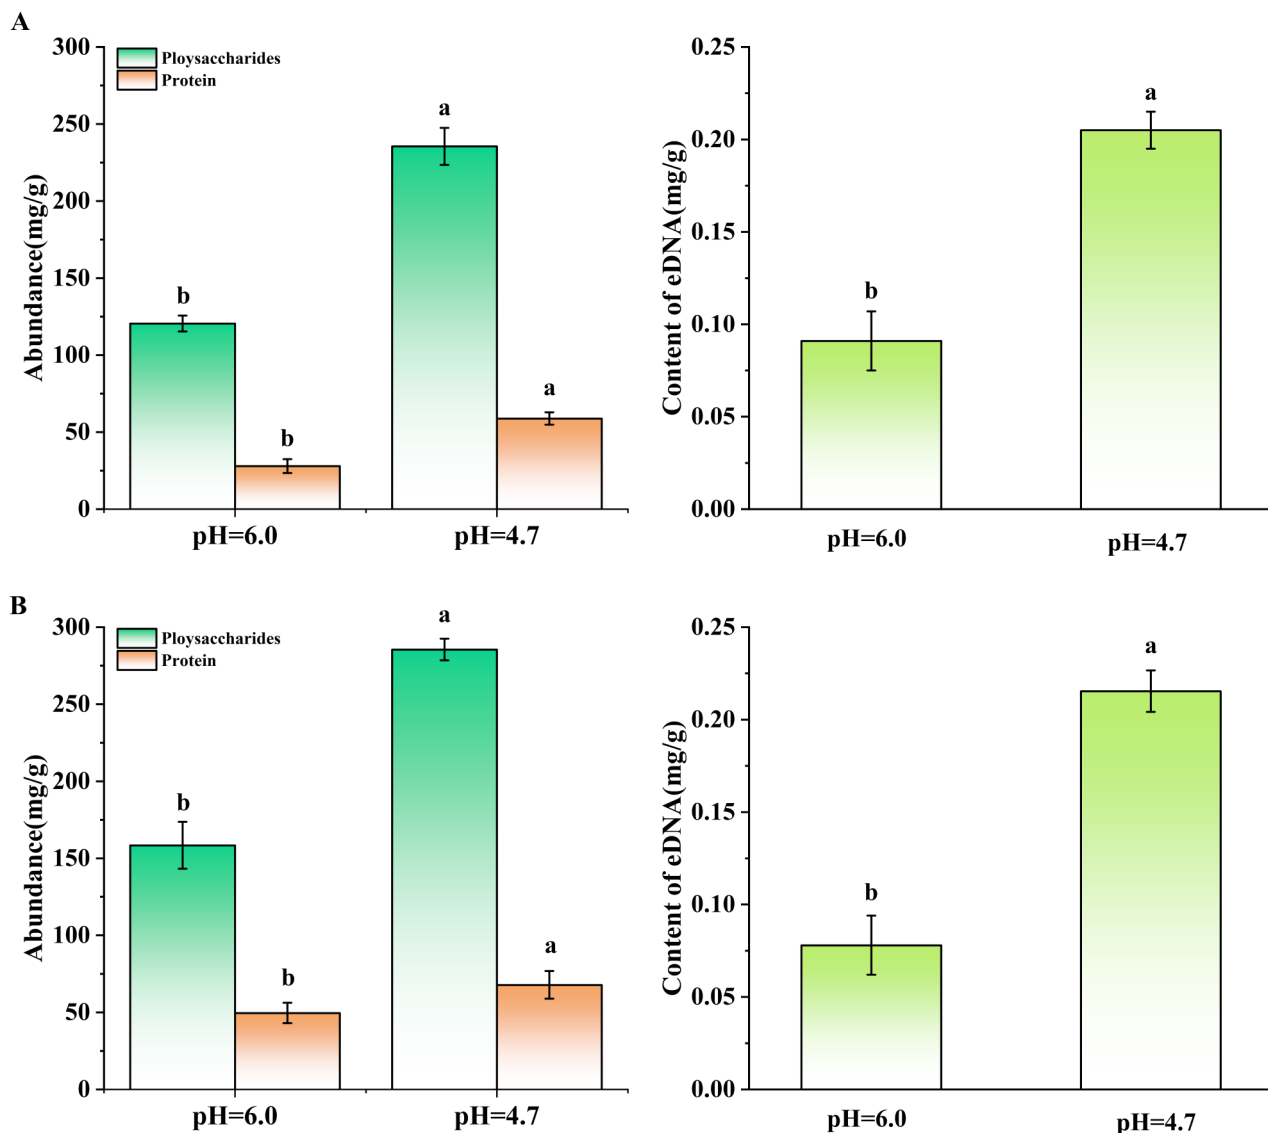 A
300
250
200
150
100
50
0
Abundance(mg/g)
Ploysaccharides
Protein
b
b
a
a
pH=6.0
pH=4.7
0.25
0.20
0.15
0.10
0.05
0.00
Content of eDNA(mg/g)
b
a
pH=6.0
pH=4.7
B
300
250
200
150
100
50
0
Abundance(mg/g)
Ploysaccharides
Protein
b
b
a
a
pH=6.0
pH=4.7
0.25
0.20
0.15
0.10
0.05
0.00
Content of eDNA(mg/g)
b
a
pH=6.0
pH=4.7